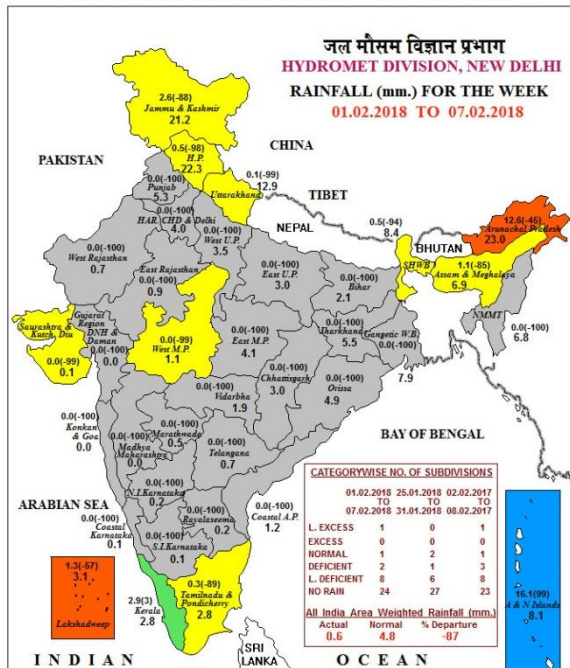 जल मौसम विज्ञान प्रभाग
HYDROMET DIVISION, NEW DELHI
RAINFALL (mm.) FOR THE WEEK
01.02.2018 TO 07.02.2018
2.6(-88)
Jammu & Kashmir
21.2
0.5(-98)
H.P.
22.3
CHINA
PAKISTAN
0.0(-100)
Punjab
5.3
0.1(-99)
12.9
Uttarakhand
TIBET
0.0(-100)
HAR. CHD & Delhi
4.0
0.0(-100)
West U.P.
3.5
NEPAL
0.5(-94)
8.4
SHWB
BHUTAN
12.6(-45)
Arunachal Pradesh
23.0
0.0(-100)
West Rajasthan
0.7
0.0(-100)
East Rajasthan
0.9
0.0(-100)
East U.P.
3.0
0.0(-100)
Bihar
2.1
1.1(-85)
Assam & Meghalaya
6.9
NMMT
0.0(-100)
6.8
Saurashtra &
Kutch, Diu
0.0(-99)
0.1
0.0(-100)
Gujarat
Region
DNH &
Daman
0.0
0.0(-99)
West M.P.
1.1
0.0(-100)
East M.P.
4.1
0.0(-100)
Jharkhand
5.5
Gangetic W.B.
0.0(-100)
7.9
0.0(-100)
Vidarbha
1.9
0.0(-100)
Chhattisgarh
3.0
0.0(-100)
Orissa
4.9
0.0(-100)
Konkan
& Goa
0.0
0.0(-100)
Madhya
Maharashtra
0.0
0.0(-100)
Marathwada
0.5
0.0(-100)
Telangana
0.7
BAY OF BENGAL
ARABIAN SEA
0.0(-100)
N.I.Karnataka
0.2
0.0(-100)
Rayalaseema
0.2
0.0(-100)
Coastal A.P.
1.2
0.0(-100)
Coastal
Karnataka
0.1
0.0(-100)
S.I.Karnataka
0.1
1.3(-57)
3.1
Lakshadweep
2.9(3)
Kerala
2.8
0.3(-89)
Tamilnadu &
Pondicherry
2.8
SRI
LANKA
INDIAN OCEAN
CATEGORYWISE NO. OF SUBDIVISIONS
01.02.2018 25.01.2018 02.02.2017
TO TO TO
07.02.2018 31.01.2018 08.02.2017
L. EXCESS 1 0 1
EXCESS 0 0 0
NORMAL 1 2 1
DEFICIENT 2 1 3
L. DEFICIENT 8 6 8
NO RAIN 24 27 23
All India Area Weighted Rainfall (mm.)
Actual Normal % Departure
0.6 4.8 -87
16.1(99)
A & N Islands
8.1